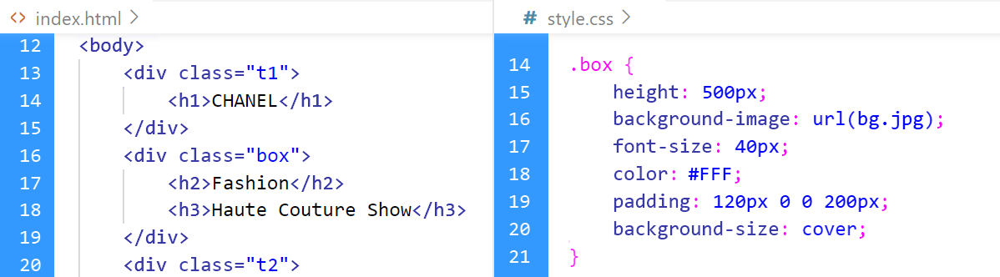 <> index.html >
12 <body>
13 <div class="t1">
14 <h1>CHANEL</h1>
15 </div>
16 <div class="box">
17 <h2>Fashion</h2>
18 <h3>Haute Couture Show</h3>
19 </div>
20 <div class="t2">
# style.css >
14 .box {
15 height: 500px;
16 background-image: url(bg.jpg);
17 font-size: 40px;
18 color: #FFF;
19 padding: 120px 0 0 200px;
20 background-size: cover;
21 }